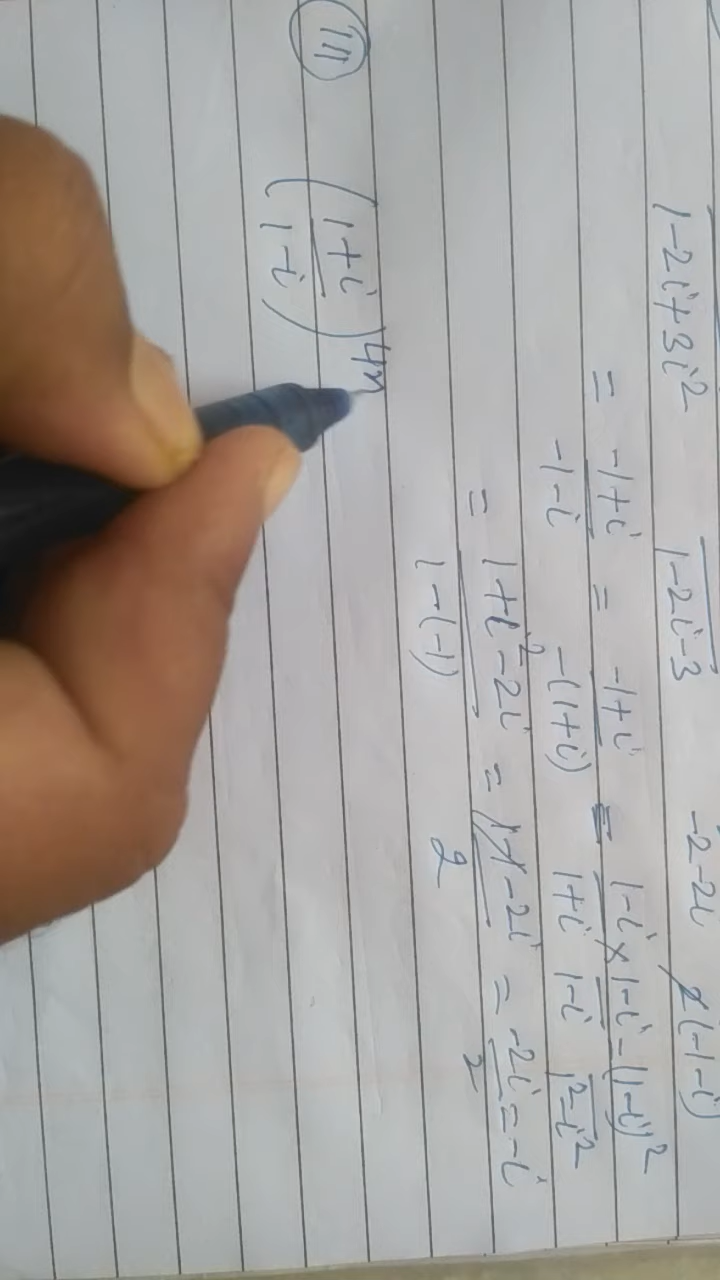 1-2i+3i² 1-2i-3 -2-2i 2(-1-i)
= -1+i = -1+i = 1-i × 1-i = (1-i)²
-1-i -(1+i) 1+i 1-i 1²-i²
= 1+i²-2i = 1-1-2i = -2i = -i
1-(-1) 2 2
(III) (1+i
1-i)^4n